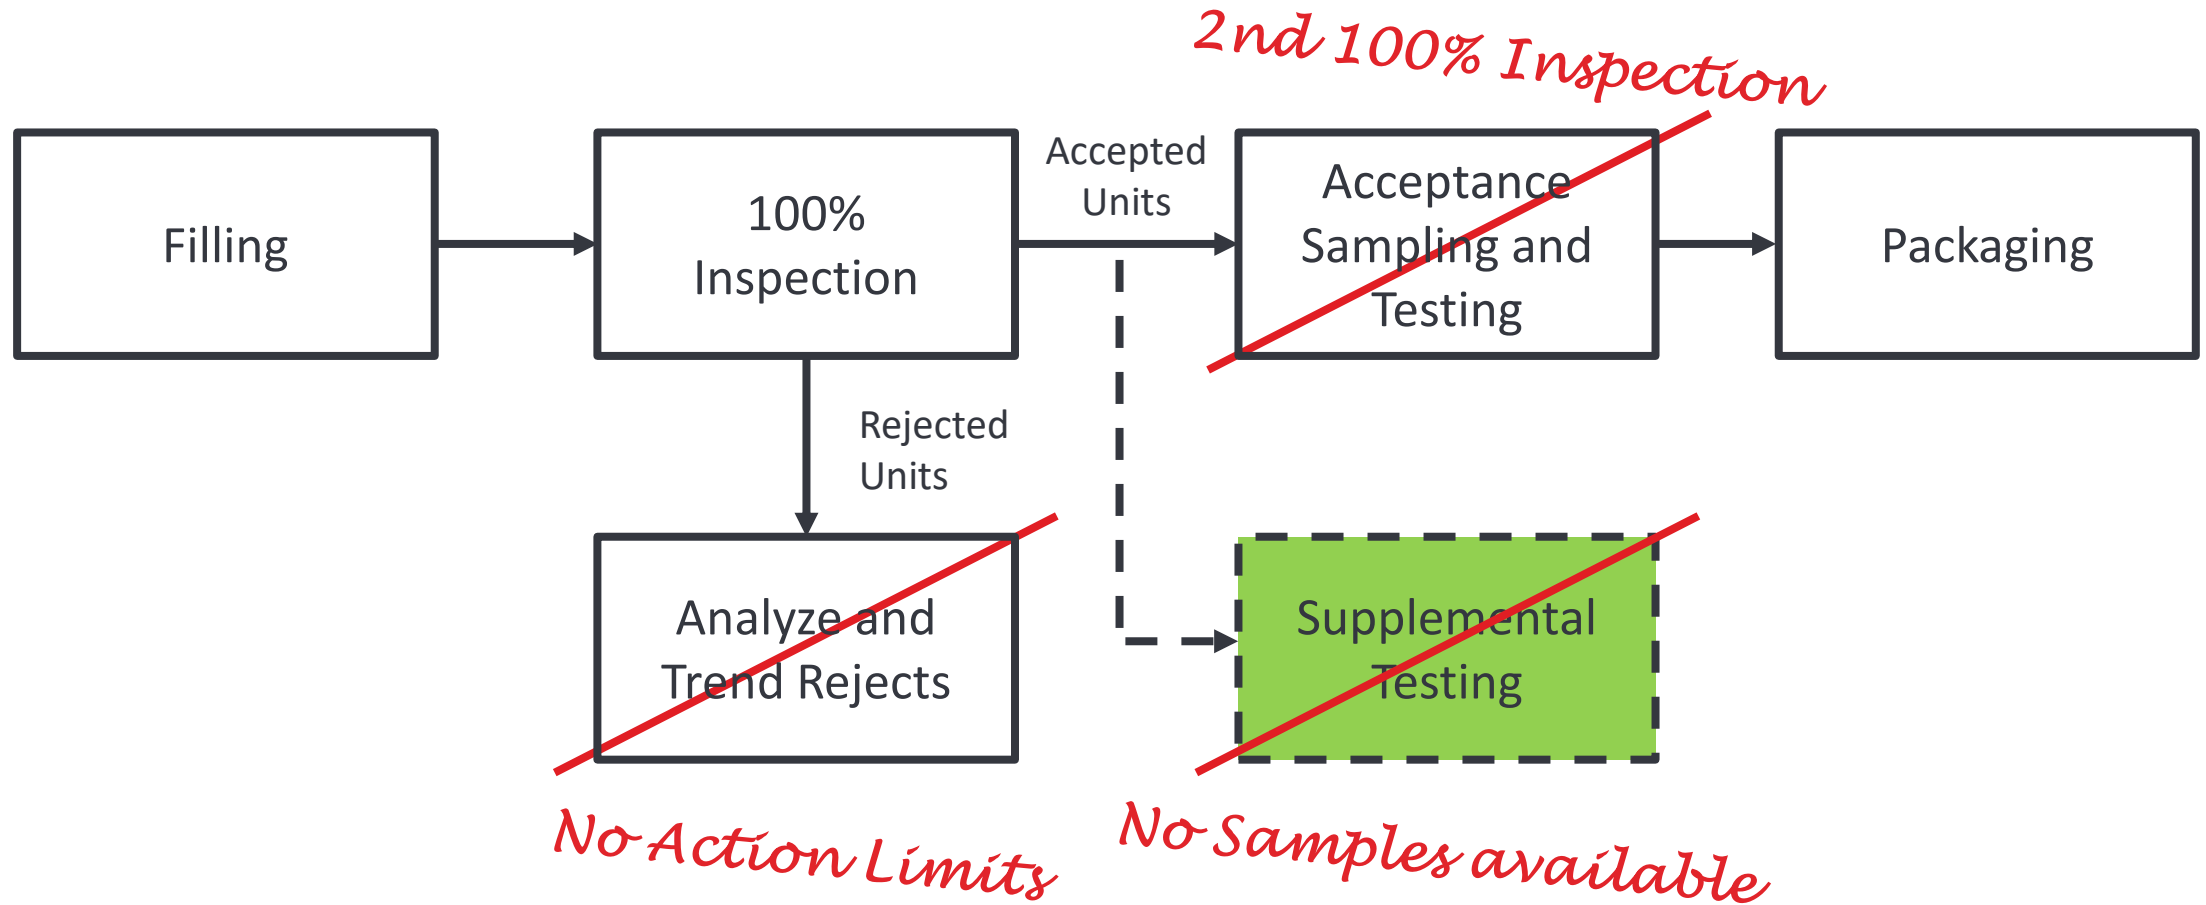 2nd 100% Inspection
Filling
100%
Inspection
Accepted
Units
Acceptance
Sampling and
Testing
Packaging
Rejected
Units
Analyze and
Trend Rejects
Supplemental
Testing
No Action Limits
No Samples available